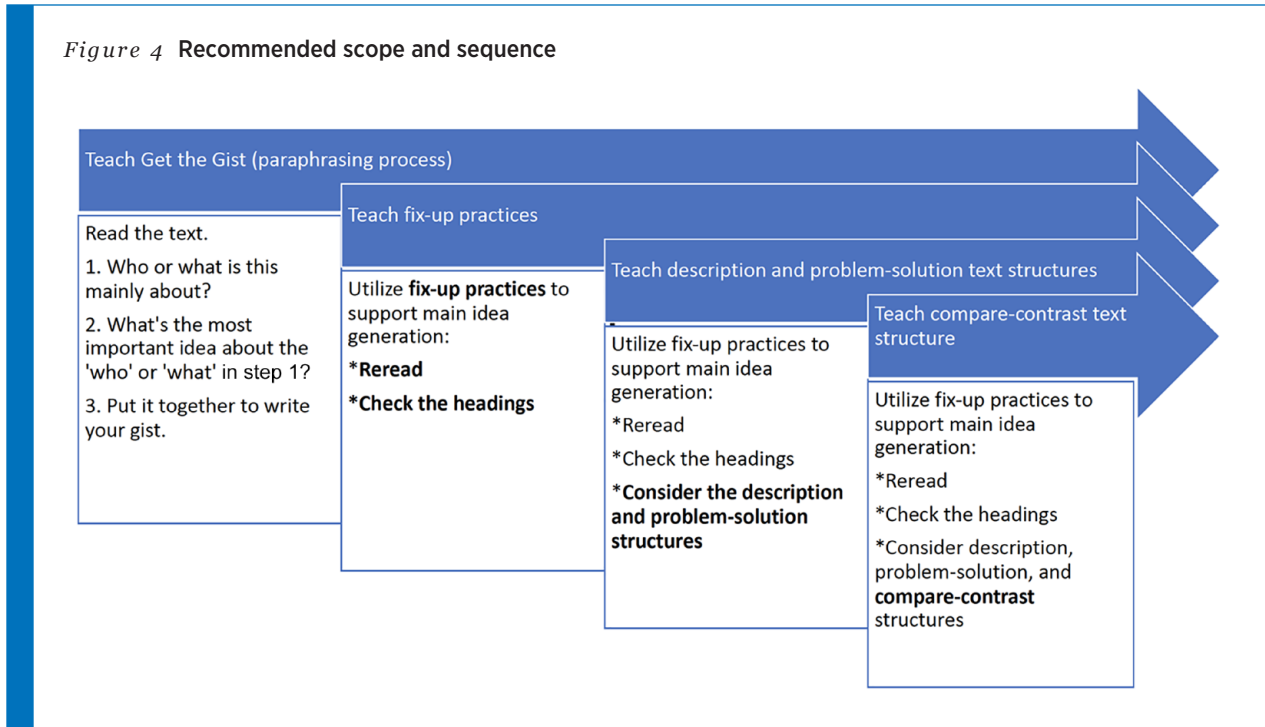 Figure 4 Recommended scope and sequence
Teach Get the Gist (paraphrasing process)
Read the text.
1. Who or what is this
mainly about?
2. What's the most
important idea about the
'who' or 'what' in step 1?
3. Put it together to write
your gist.
Teach fix-up practices
Utilize fix-up practices to
support main idea
generation:
*Reread
*Check the headings
Teach description and problem-solution text structures
Utilize fix-up practices to
support main idea
generation:
*Reread
*Check the headings
*Consider the description
and problem-solution
structures
Teach compare-contrast text
structure
Utilize fix-up practices to
support main idea
generation:
*Reread
*Check the headings
*Consider description,
problem-solution, and
compare-contrast
structures